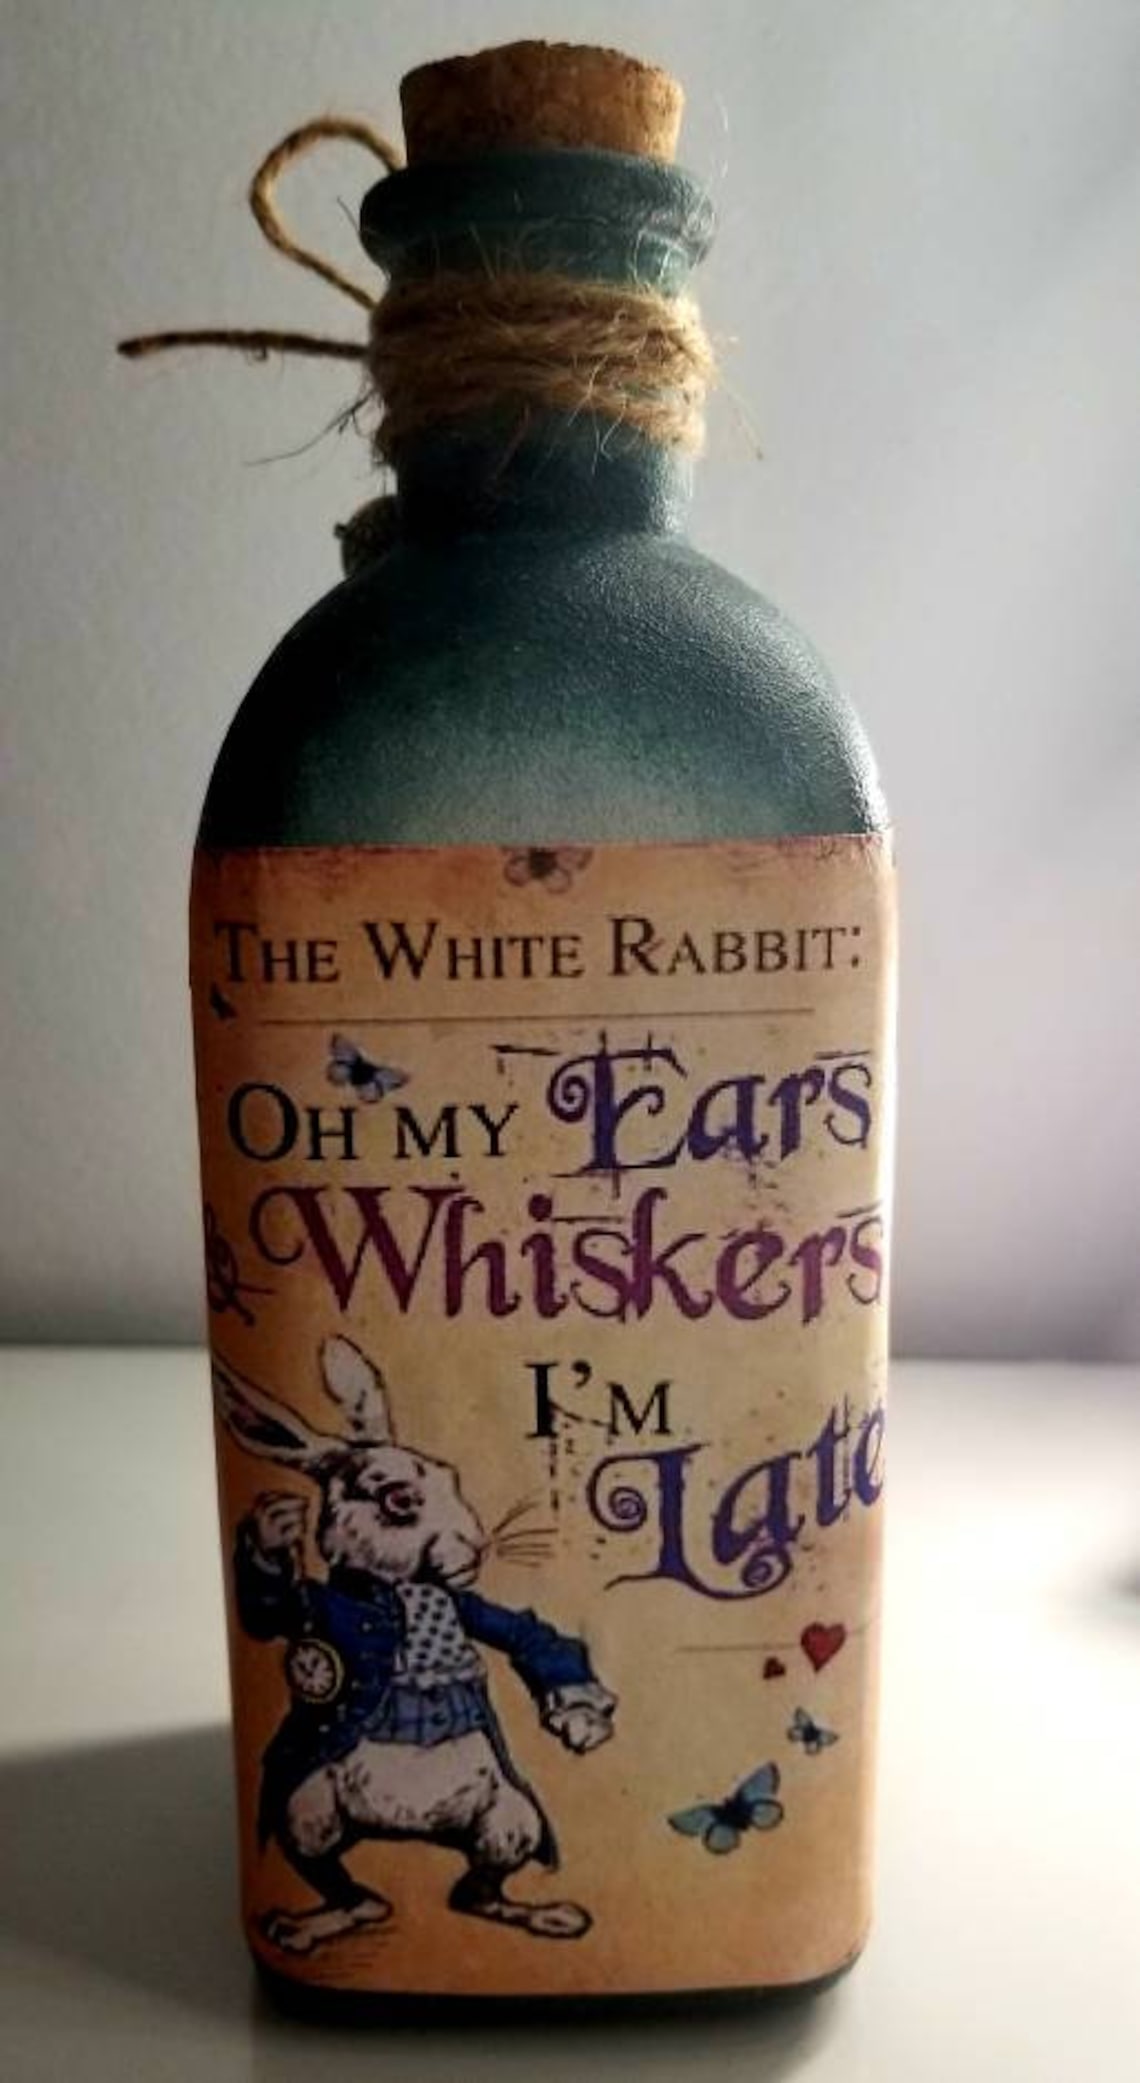 THE WHITE RABBIT:
OH MY Ears
& Whiskers
I'M
Late